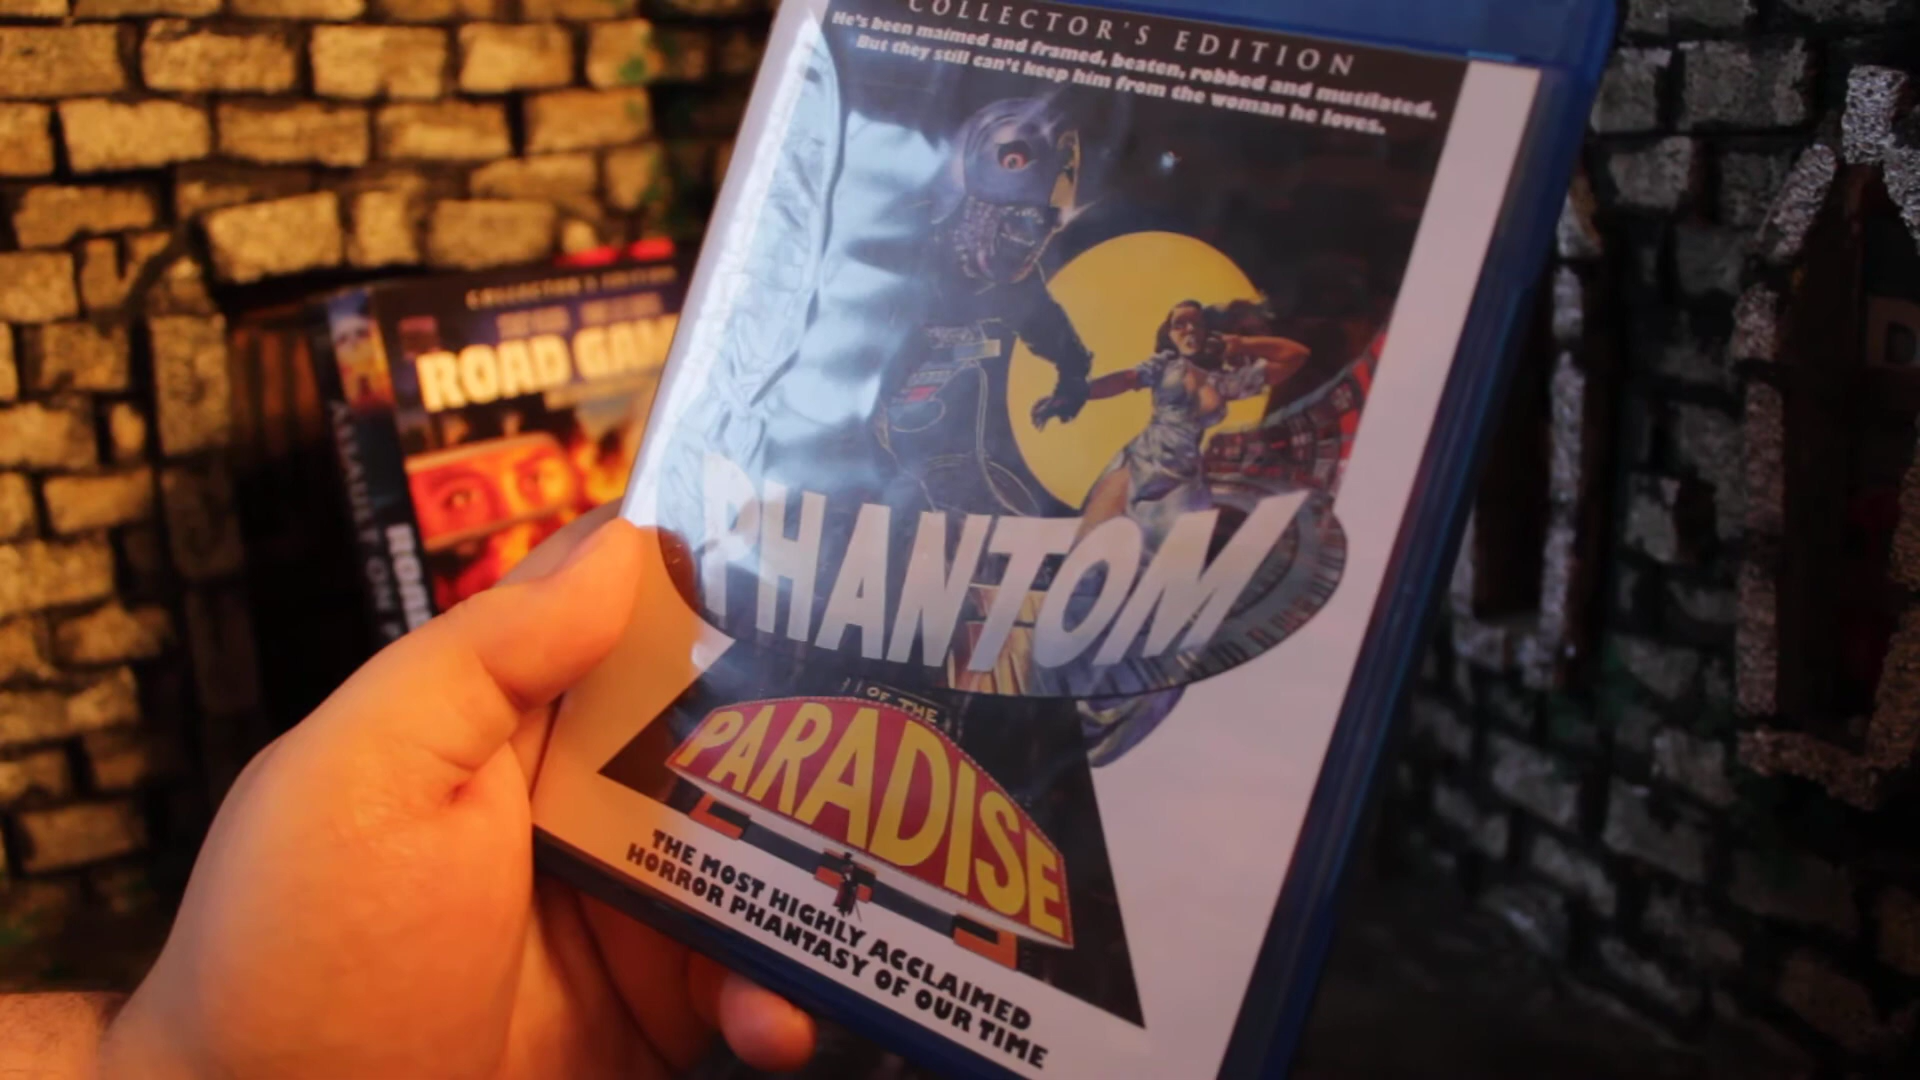 COLLECTOR'S EDITION
He's been maimed and framed, beaten, robbed and mutilated.
But they still can't keep him from the woman he loves.
PHANTOM
OF THE
PARADISE
THE MOST HIGHLY ACCLAIMED
HORROR PHANTASY OF OUR TIME
COLLECTOR'S EDITION
ROAD GAM